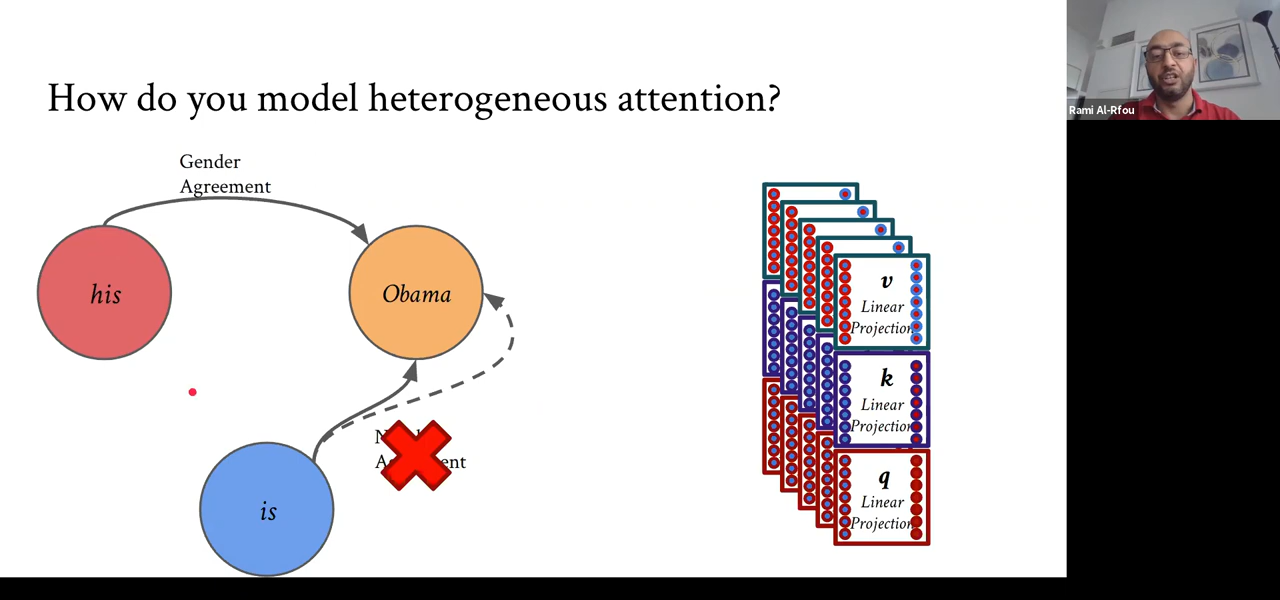 How do you model heterogeneous attention?
Rami Al-Rfou
Gender
Agreement
his
Obama
is
v
Linear
Projection
k
Linear
Projection
q
Linear
Projection